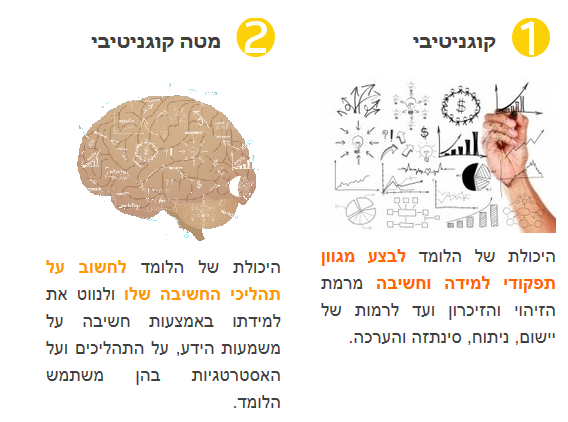 1 קוגניטיבי
היכולת של הלומד לבצע מגוון
תפקודי למידה וחשיבה מרמת
הזיהוי והזיכרון ועד לרמות של
יישום, ניתוח, סינתזה והערכה.
2 מטה קוגניטיבי
היכולת של הלומד לחשוב על
תהליכי החשיבה שלו ולנווט את
למידתו באמצעות חשיבה על
משמעות הידע, על התהליכים ועל
האסטרטגיות בהן משתמש
הלומד.